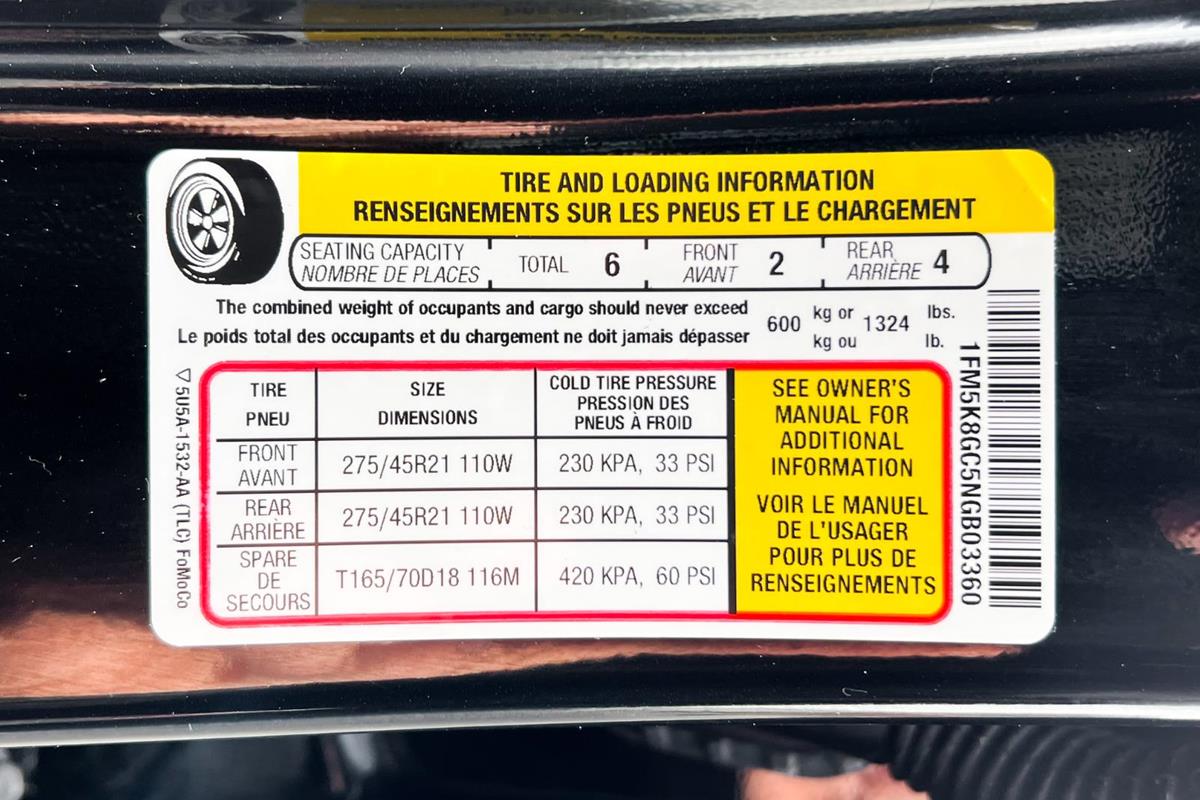 TIRE AND LOADING INFORMATION
RENSEIGNEMENTS SUR LES PNEUS ET LE CHARGEMENT
SEATING CAPACITY
NOMBRE DE PLACES
TOTAL 6
FRONT
AVANT
2
REAR
ARRIÈRE
4
The combined weight of occupants and cargo should never exceed
Le poids total des occupants et du chargement ne doit jamais dépasser
600
kg or
kg ou
1324
lbs.
lb.
TIRE
PNEU
SIZE
DIMENSIONS
COLD TIRE PRESSURE
PRESSION DES
PNEUS À FROID
FRONT
AVANT
275/45R21 110W
230 KPA, 33 PSI
REAR
ARRIÈRE
275/45R21 110W
230 KPA, 33 PSI
SPARE
DE
SECOURS
T165/70D18 116M
420 KPA, 60 PSI
SEE OWNER'S
MANUAL FOR
ADDITIONAL
INFORMATION
VOIR LE MANUEL
DE L'USAGER
POUR PLUS DE
RENSEIGNEMENTS
5U5A-1532-AA (TLC) FoMoCo
1FM5K8GC5NGB03360